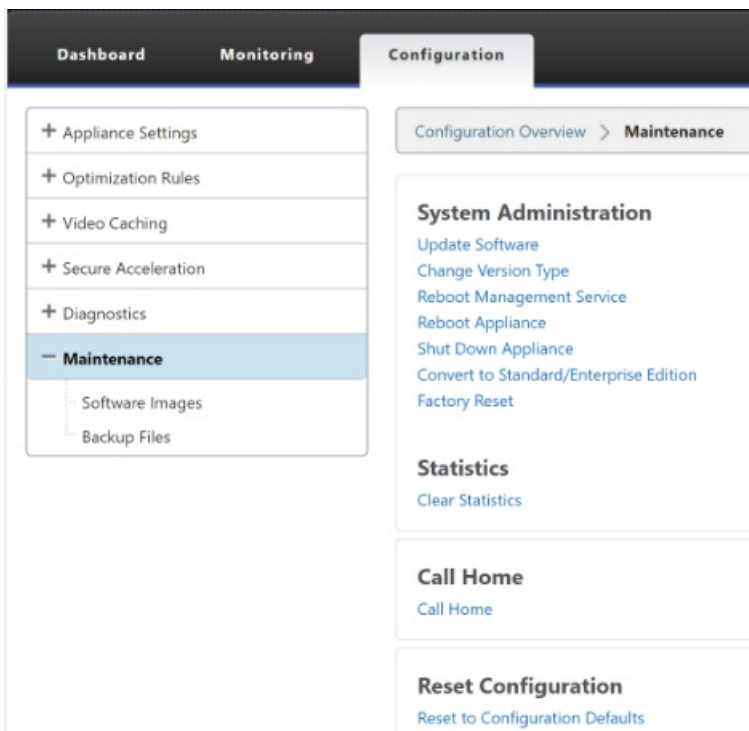 Dashboard Monitoring Configuration
Appliance Settings
Optimization Rules
Video Caching
Secure Acceleration
Diagnostics
Maintenance
Software Images
Backup Files
Configuration Overview > Maintenance
System Administration
Update Software
Change Version Type
Reboot Management Service
Reboot Appliance
Shut Down Appliance
Convert to Standard/Enterprise Edition
Factory Reset
Statistics
Clear Statistics
Call Home
Call Home
Reset Configuration
Reset to Configuration Defaults